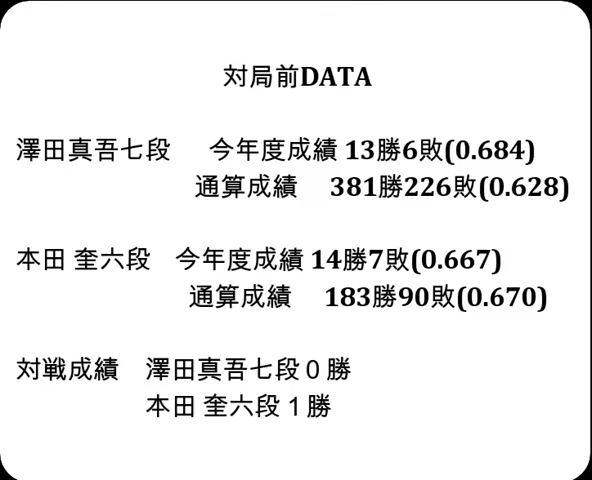 対局前DATA
澤田真吾七段 今年度成績 13勝6敗(0.684)
通算成績 381勝226敗(0.628)
本田 奎六段 今年度成績 14勝7敗(0.667)
通算成績 183勝90敗(0.670)
対戦成績 澤田真吾七段 0 勝
本田 奎六段 1 勝